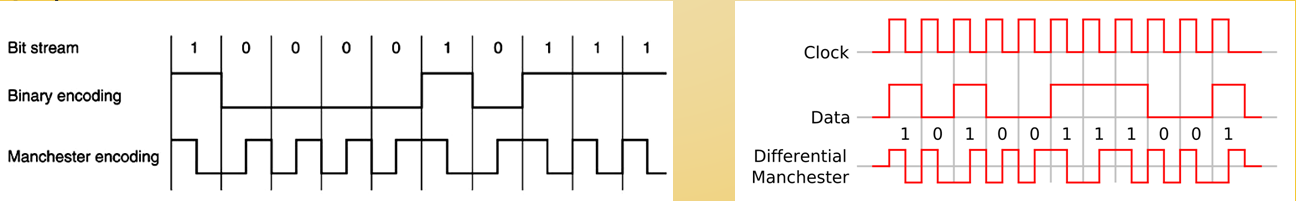 Bit stream 1 0 0 0 0 1 0 1 1 1
Binary encoding
Manchester encoding
Clock
Data
1 0 1 0 0 1 1 1 0 0 1
Differential
Manchester